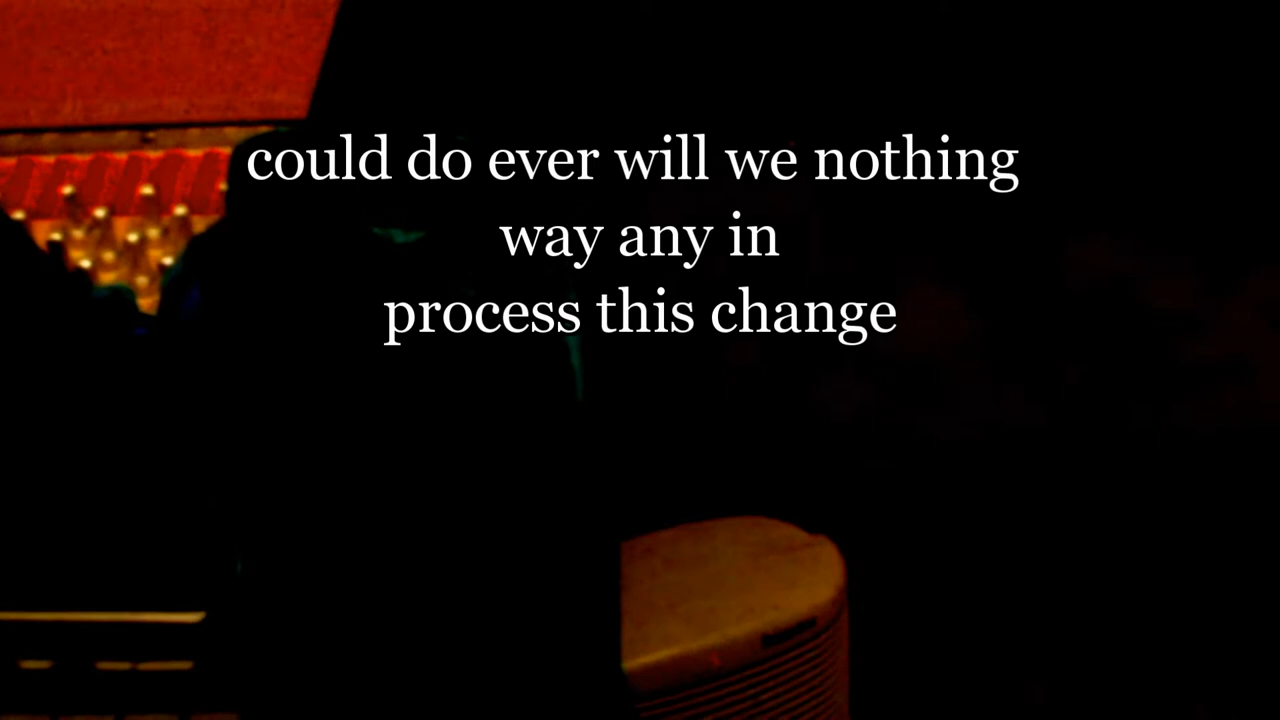 could do ever will we nothing
way any in
process this change